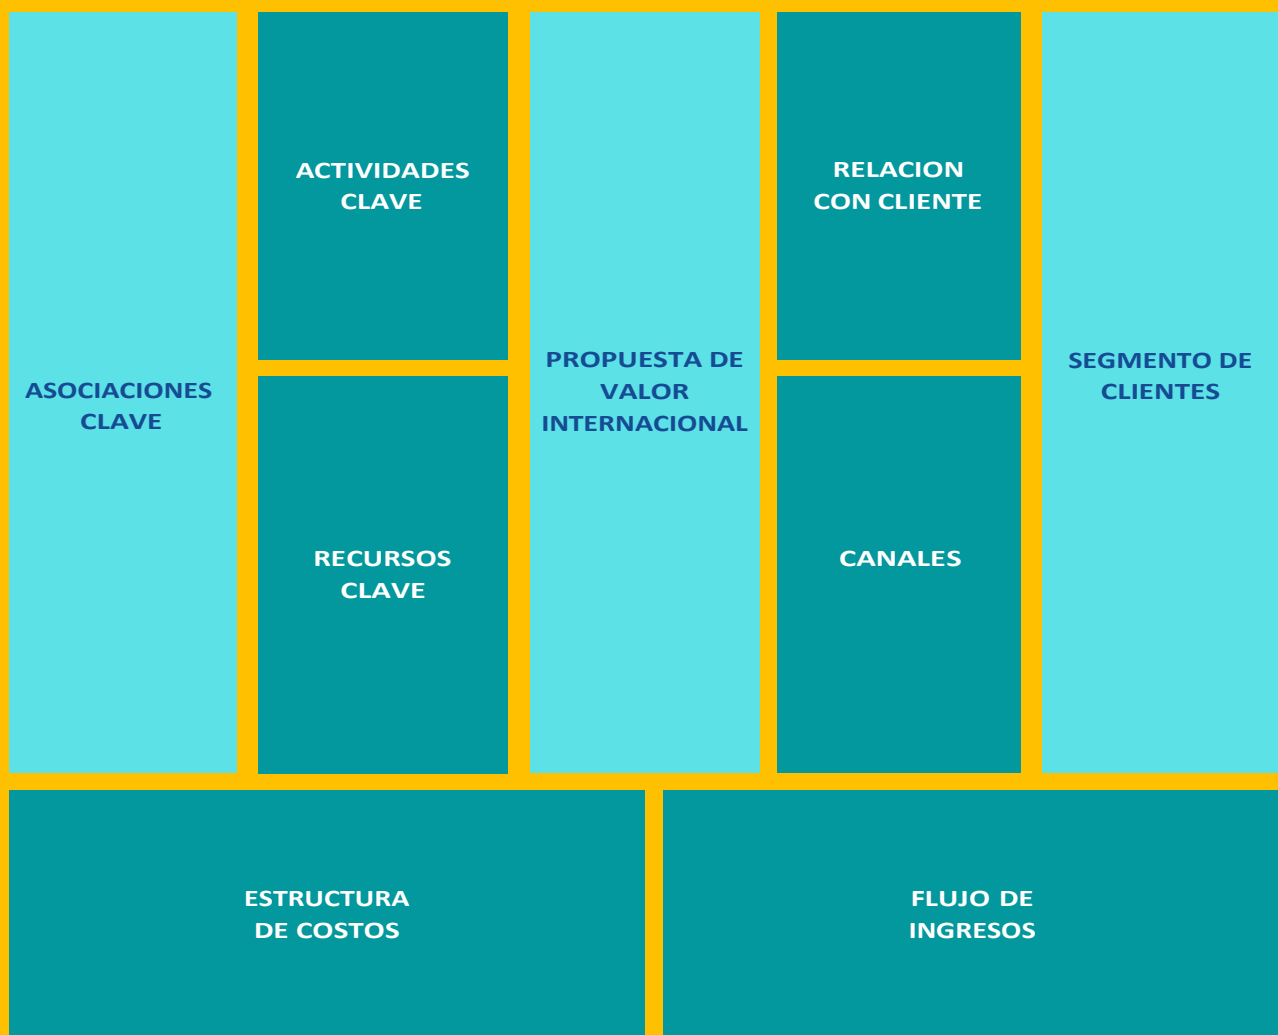 ASOCIACIONES
CLAVE
ACTIVIDADES
CLAVE
RECURSOS
CLAVE
PROPUESTA DE
VALOR
INTERNACIONAL
RELACION
CON CLIENTE
CANALES
SEGMENTO DE
CLIENTES
ESTRUCTURA
DE COSTOS
FLUJO DE
INGRESOS